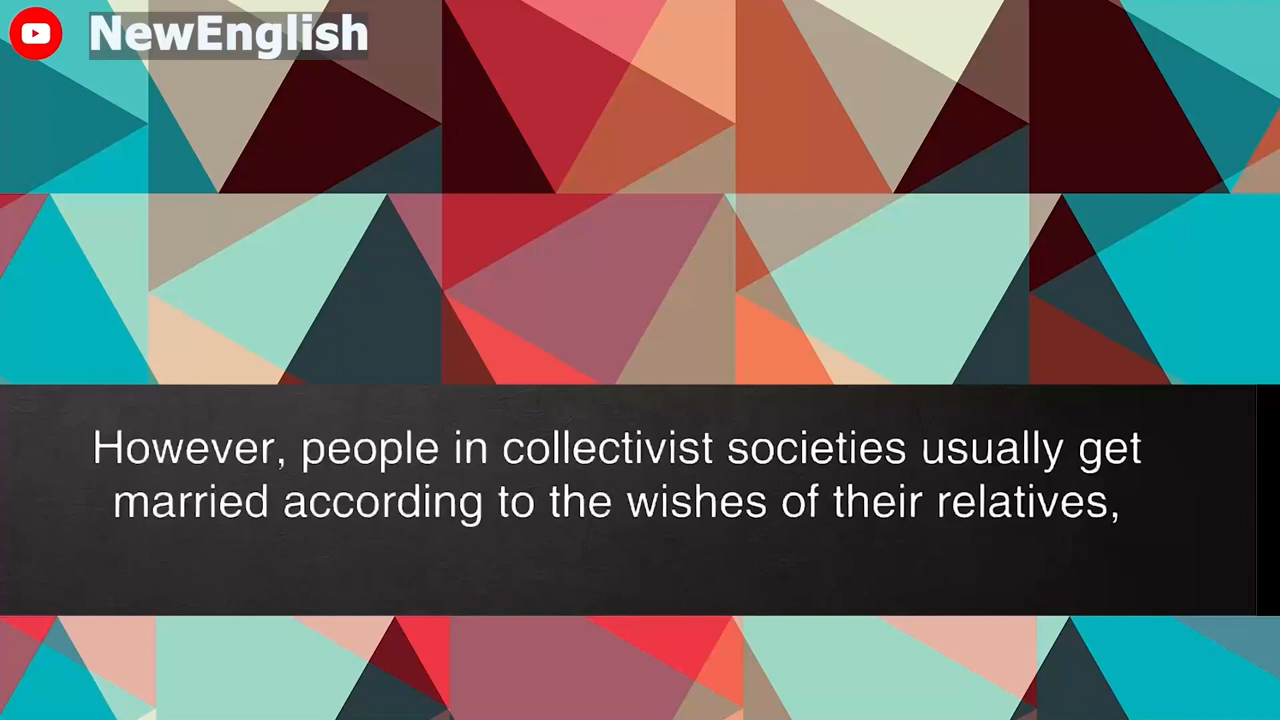 NewEnglish
However, people in collectivist societies usually get
married according to the wishes of their relatives,